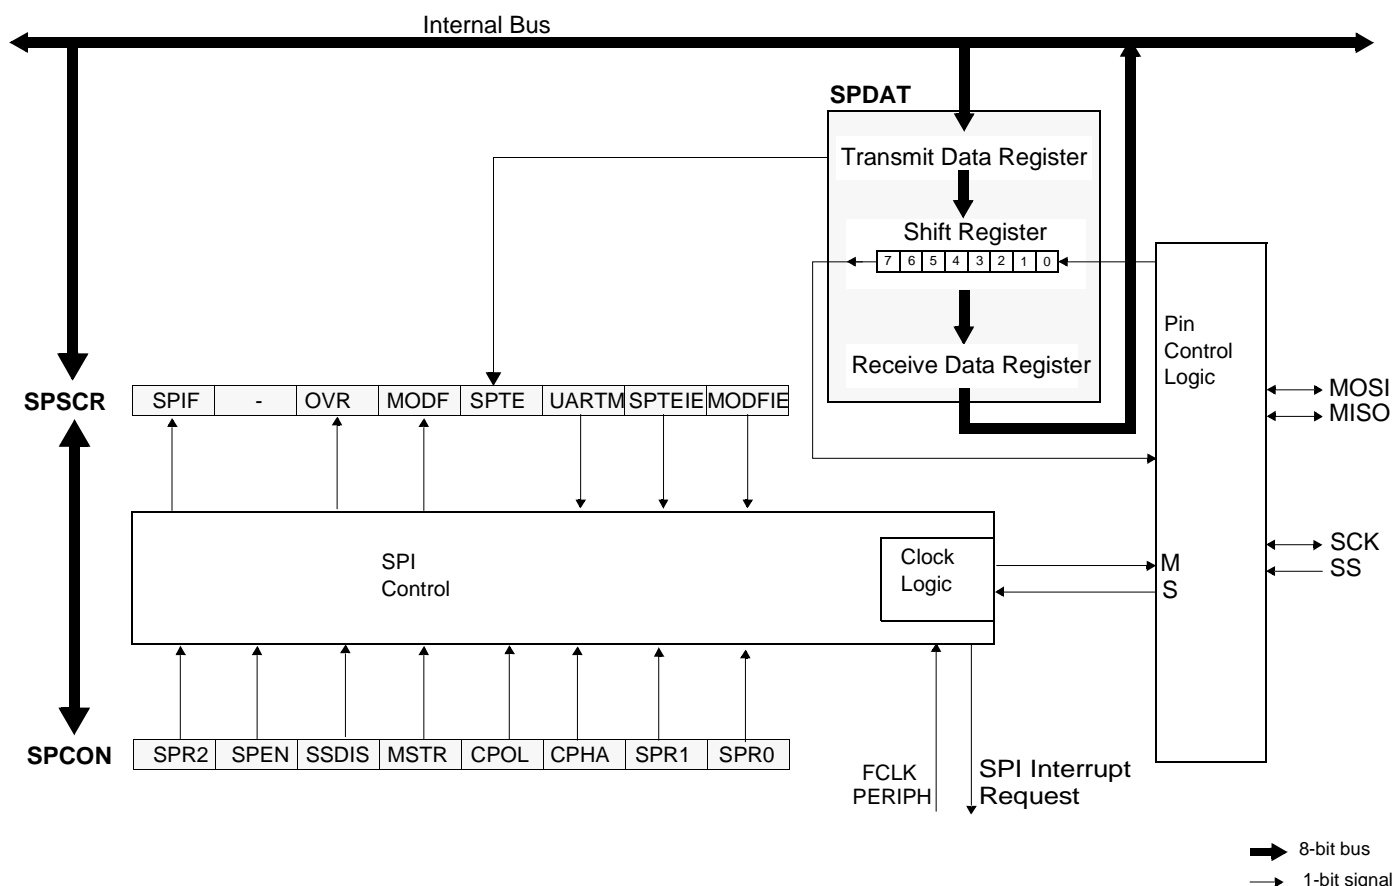 Internal Bus
SPDAT
Transmit Data Register
Shift Register
7 6 5 4 3 2 1 0
Receive Data Register
Pin
Control
Logic
MOSI
MISO
SPSCR
SPIF - OVR MODF SPTE UARTM SPTEIE MODFIE
SPI
Control
Clock
Logic
M
S
SCK
SS
SPCON
SPR2 SPEN SSDIS MSTR CPOL CPHA SPR1 SPR0
FCLK
PERIPH
SPI Interrupt
Request
8-bit bus
1-bit signal